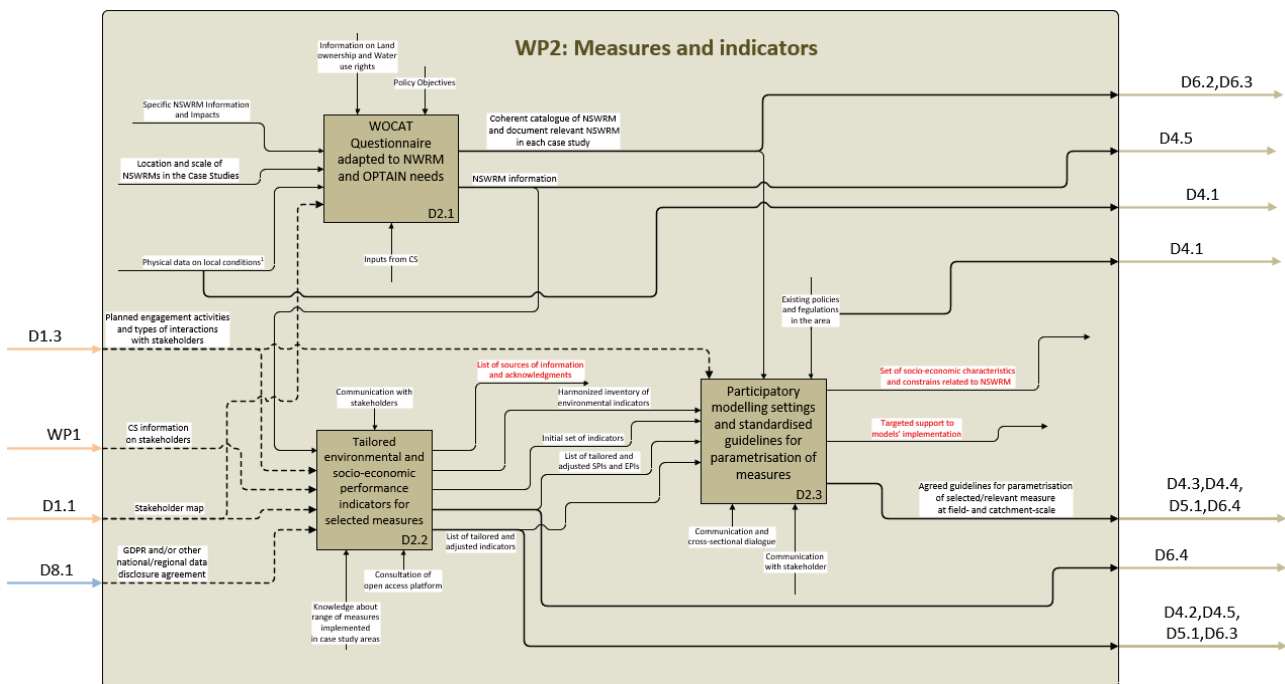 WP2: Measures and indicators
Information on Land
ownership and Water
use rights
Policy Objectives
Specific NSWRM Information
and Impacts
Location and scale of
NSWRMs in the Case Studies
Physical data on local conditions¹
WOCAT
Questionnaire
adapted to NWRM
and OPTAIN needs
D2.1
Inputs from CS
Coherent catalogue of NSWRM
and document relevant NSWRM
in each case study
NSWRM information
D6.2,D6.3
D4.5
D4.1
D4.1
D1.3
WP1
D1.1
D8.1
Planned engagement activities
and types of interactions
with stakeholders
CS information
on stakeholders
Stakeholder map
GDPR and/or other
national/regional data
disclosure agreement
Communication with
stakeholders
Tailored
environmental and
socio-economic
performance
indicators for
selected measures
D2.2
Knowledge about
range of measures
implemented
in case study areas
Consultation of
open access platform
List of sources of information
and acknowledgments
Harmonized inventory of
environmental indicators
Initial set of indicators
List of tailored and
adjusted SPIs and EPIs
List of tailored and
adjusted indicators
Existing policies
and fegulations
in the area
Participatory
modelling settings
and standardised
guidelines for
parametrisation of
measures
D2.3
Communication and
cross-sectional dialogue
Communication
with stakeholder
Set of socio-economic characteristics
and constrains related to NSWRM
Targeted support to
models' implementation
Agreed guidelines for parametrisation
of selected/relevant measure
at field- and catchment-scale
D4.3,D4.4,
D5.1,D6.4
D6.4
D4.2,D4.5,
D5.1,D6.3